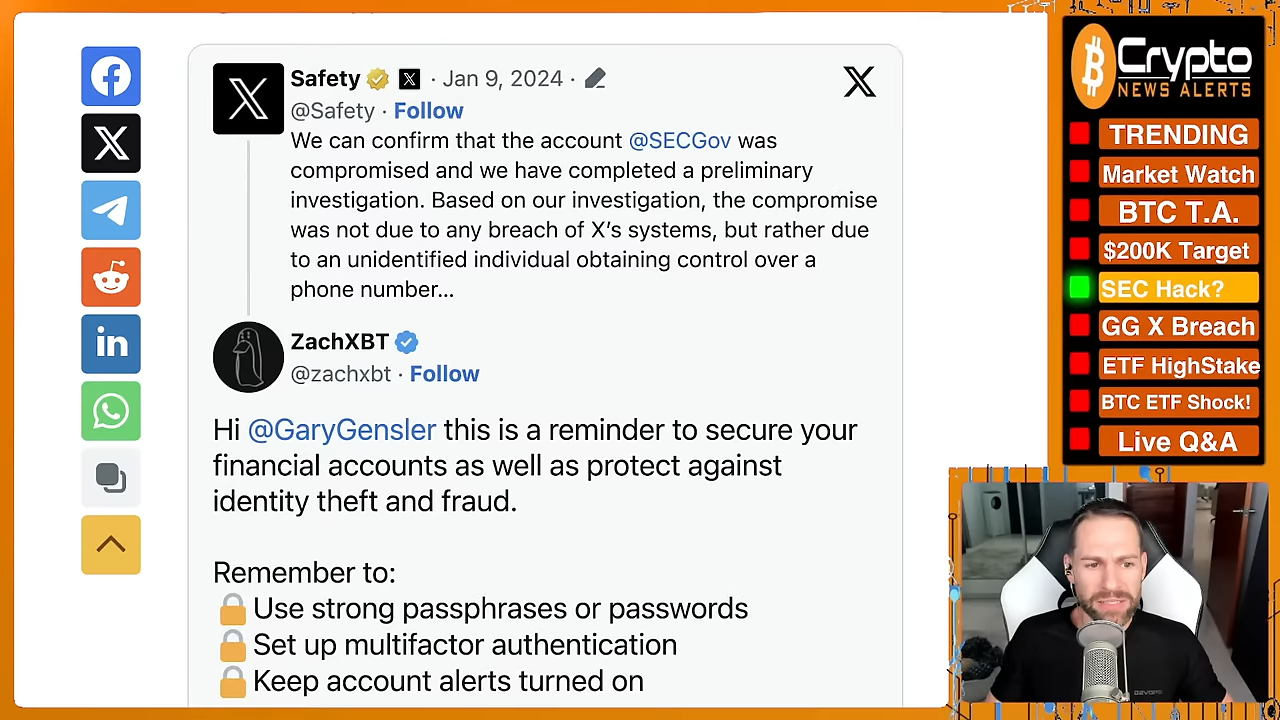 Safety · Jan 9, 2024 ·
@Safety · Follow
We can confirm that the account @SECGov was
compromised and we have completed a preliminary
investigation. Based on our investigation, the compromise
was not due to any breach of X’s systems, but rather due
to an unidentified individual obtaining control over a
phone number...
ZachXBT
@zachxbt · Follow
Hi @GaryGensler this is a reminder to secure your
financial accounts as well as protect against
identity theft and fraud.
Remember to:
Use strong passphrases or passwords
Set up multifactor authentication
Keep account alerts turned on
Crypto
NEWS ALERTS
TRENDING
Market Watch
BTC T.A.
$200K Target
SEC Hack?
GG X Breach
ETF HighStake
BTC ETF Shock!
Live Q&A